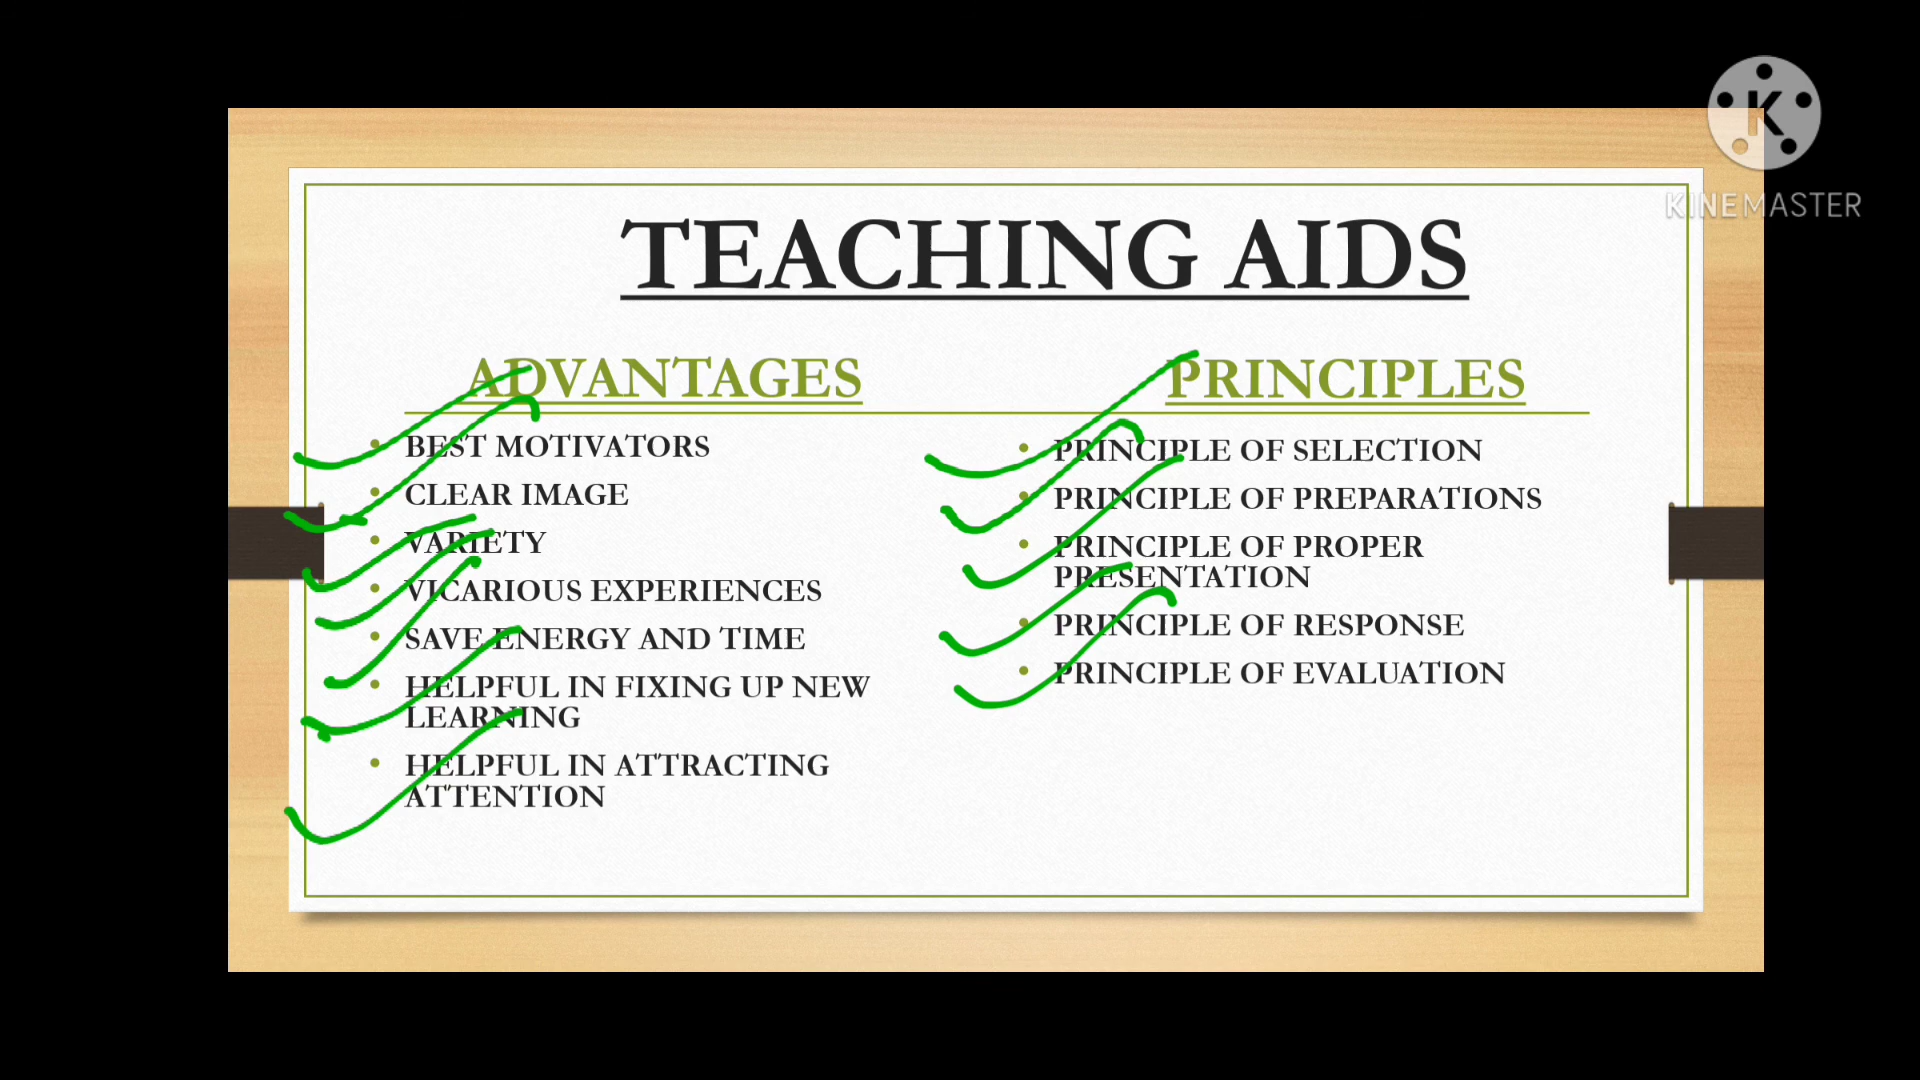 K
KINEMASTER
TEACHING AIDS
ADVANTAGES
BEST MOTIVATORS
CLEAR IMAGE
VARIETY
VICARIOUS EXPERIENCES
SAVE ENERGY AND TIME
HELPFUL IN FIXING UP NEW
LEARNING
HELPFUL IN ATTRACTING
ATTENTION
PRINCIPLES
PRINCIPLE OF SELECTION
PRINCIPLE OF PREPARATIONS
PRINCIPLE OF PROPER
PRESENTATION
PRINCIPLE OF RESPONSE
PRINCIPLE OF EVALUATION